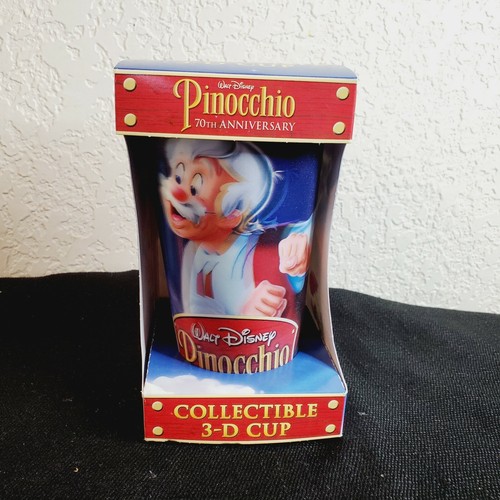 Walt Disney
Pinocchio
70TH ANNIVERSARY
Walt Disney
Pinocchio
COLLECTIBLE
3-D CUP